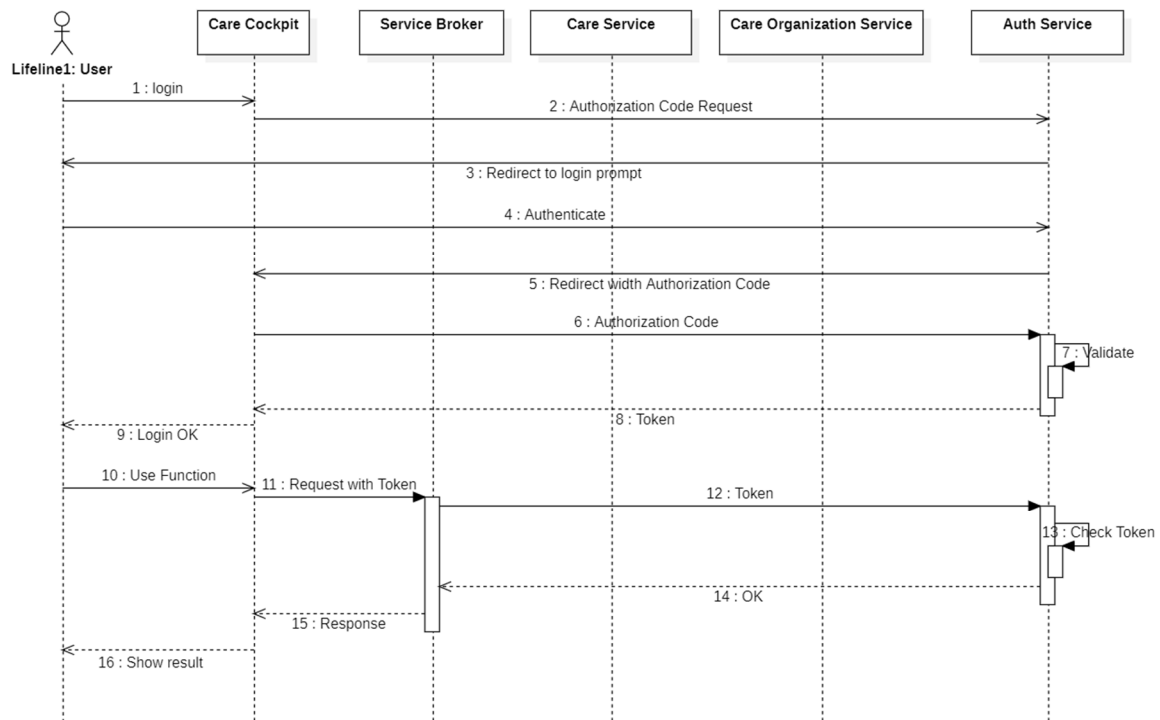 Care Cockpit
Service Broker
Care Service
Care Organization Service
Auth Service
Lifeline1: User
1 : login
2 : Authorization Code Request
3 : Redirect to login prompt
4 : Authenticate
5 : Redirect width Authorization Code
6 : Authorization Code
7 : Validate
8 : Token
9 : Login OK
10 : Use Function
11 : Request with Token
12 : Token
13 : Check Token
14 : OK
15 : Response
16 : Show result